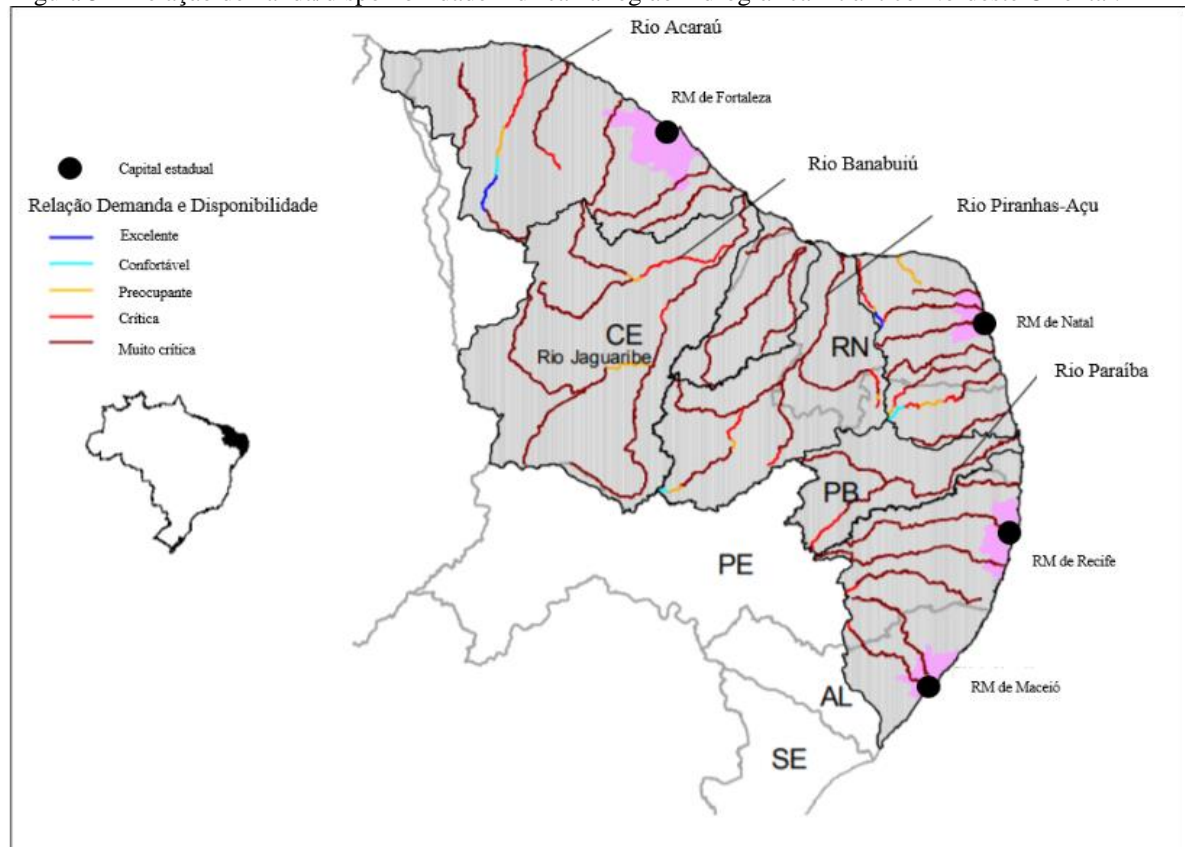 Rio Acaraú
RM de Fortaleza
Rio Banabuiú
Capital estadual
Rio Piranhas-Açu
Relação Demanda e Disponibilidade
Excelente
Confortável
Preocupante
Crítica
Muito crítica
CE
Rio Jaguaribe
RN
RM de Natal
Rio Paraíba
PB
RM de Recife
PE
AL
RM de Maceió
SE